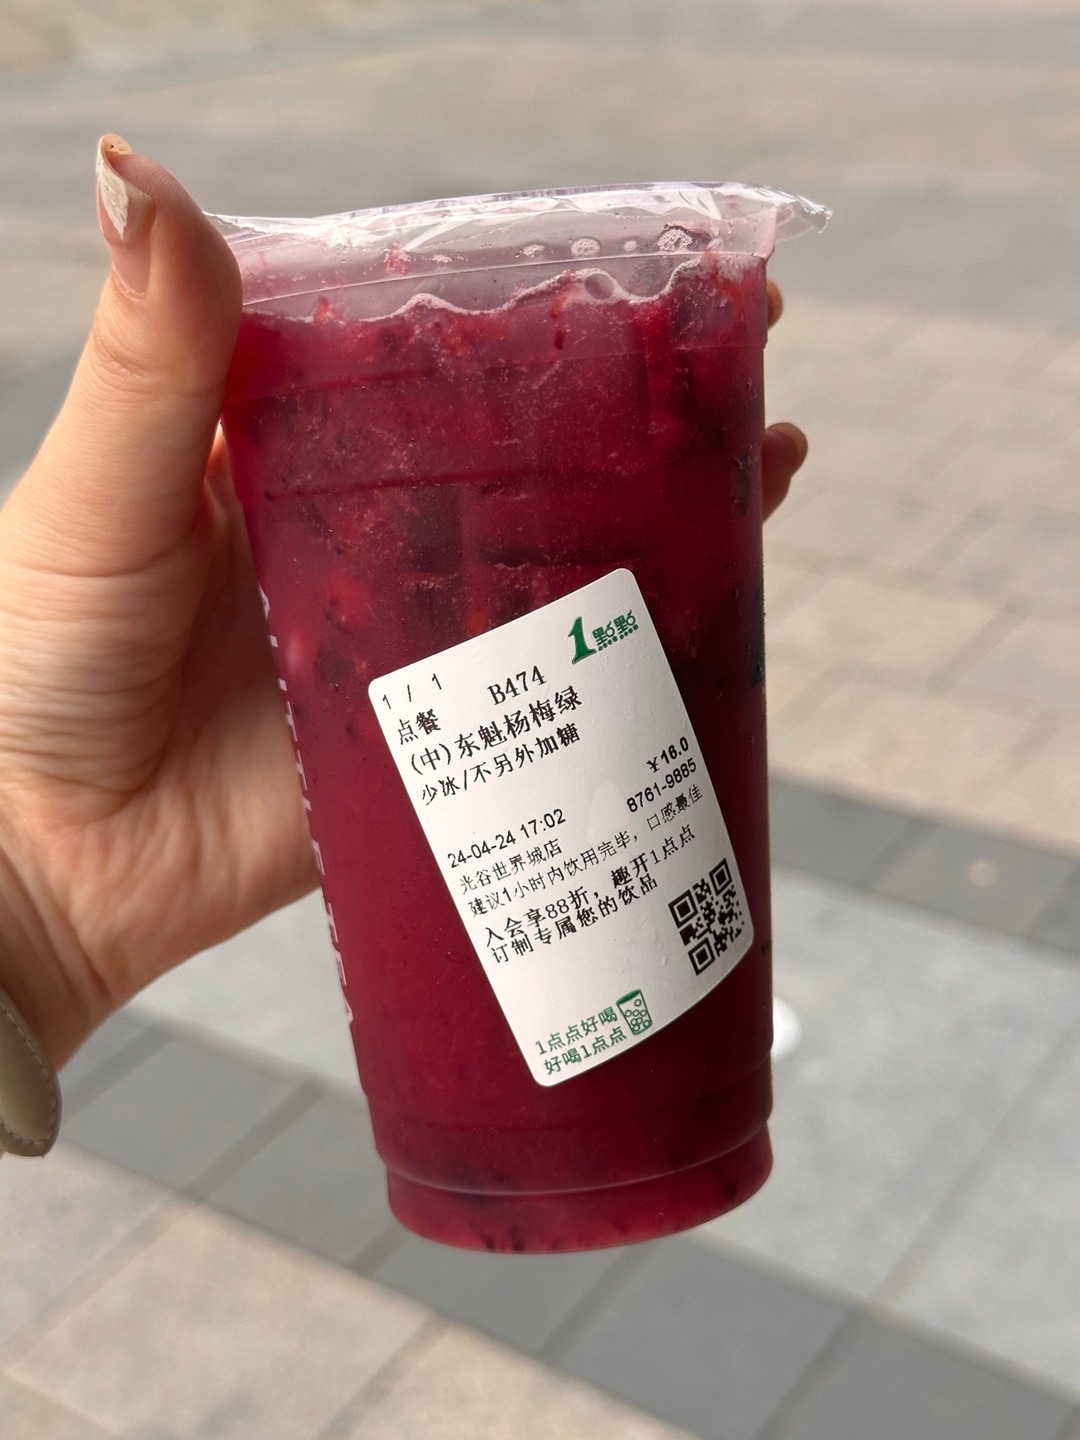 1點點
1 / 1 B474
点餐
(中)东魁杨梅绿
少冰/不另外加糖
￥16.0
24-04-24 17:02 8761-9885
光谷世界城店
建议1小时内饮用完毕，口感最佳
入会享88折，趣开1点点
订制专属您的饮品
1点点好喝
好喝1点点
A LITTLE TEA